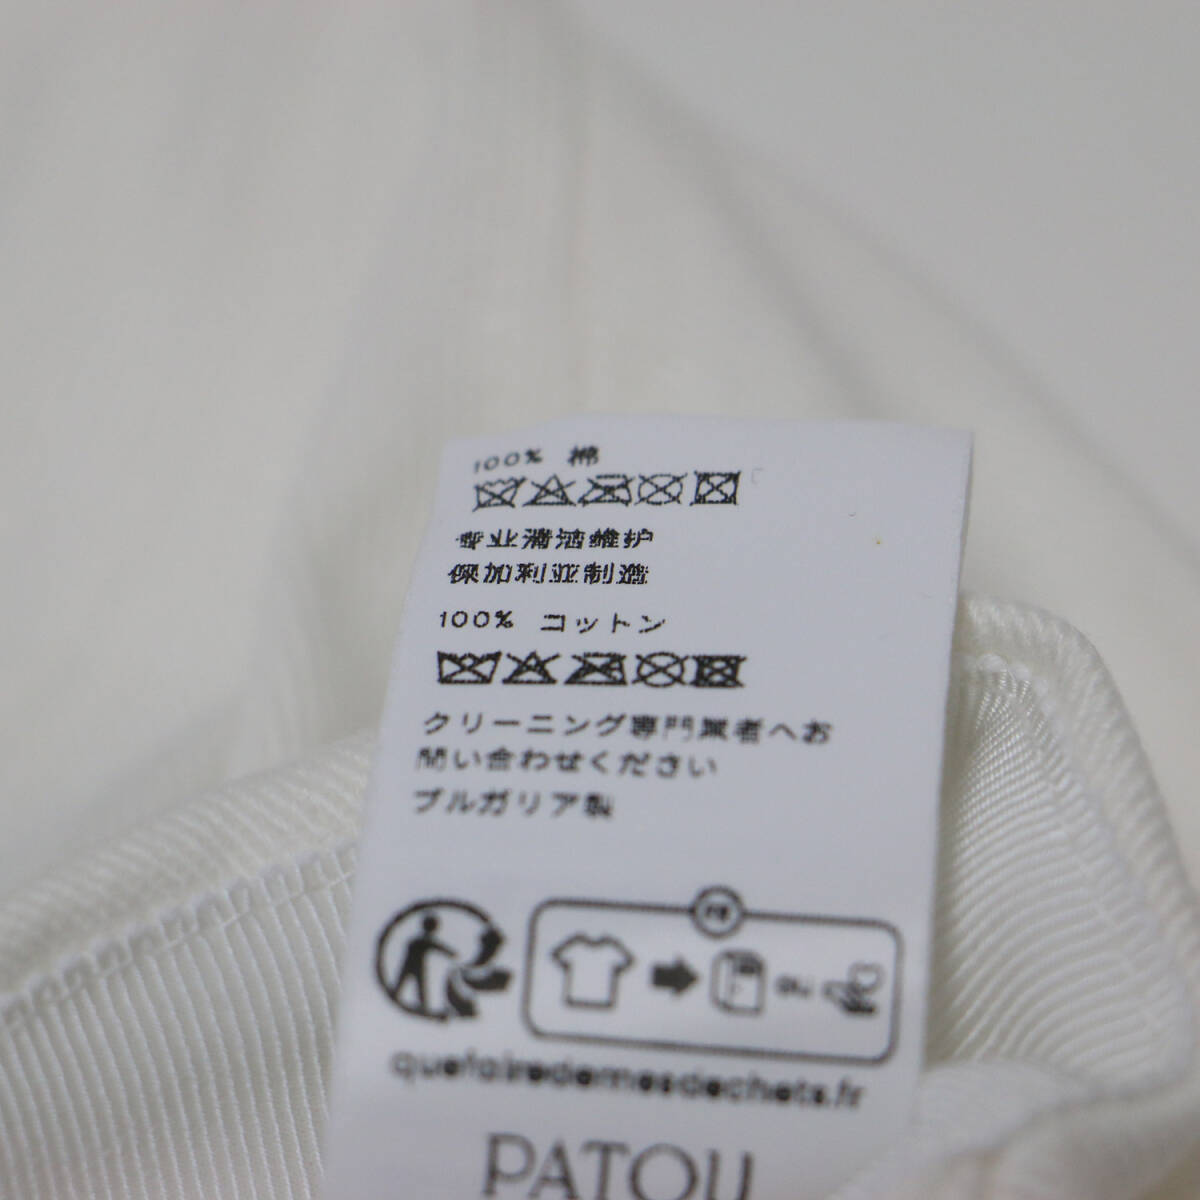 100% 棉
专业清洁维护
保加利亚制造
100% コットン
クリーニング専門業者へお
問い合わせください
ブルガリア製
FR
quefairedemesdechets.fr
PATOU